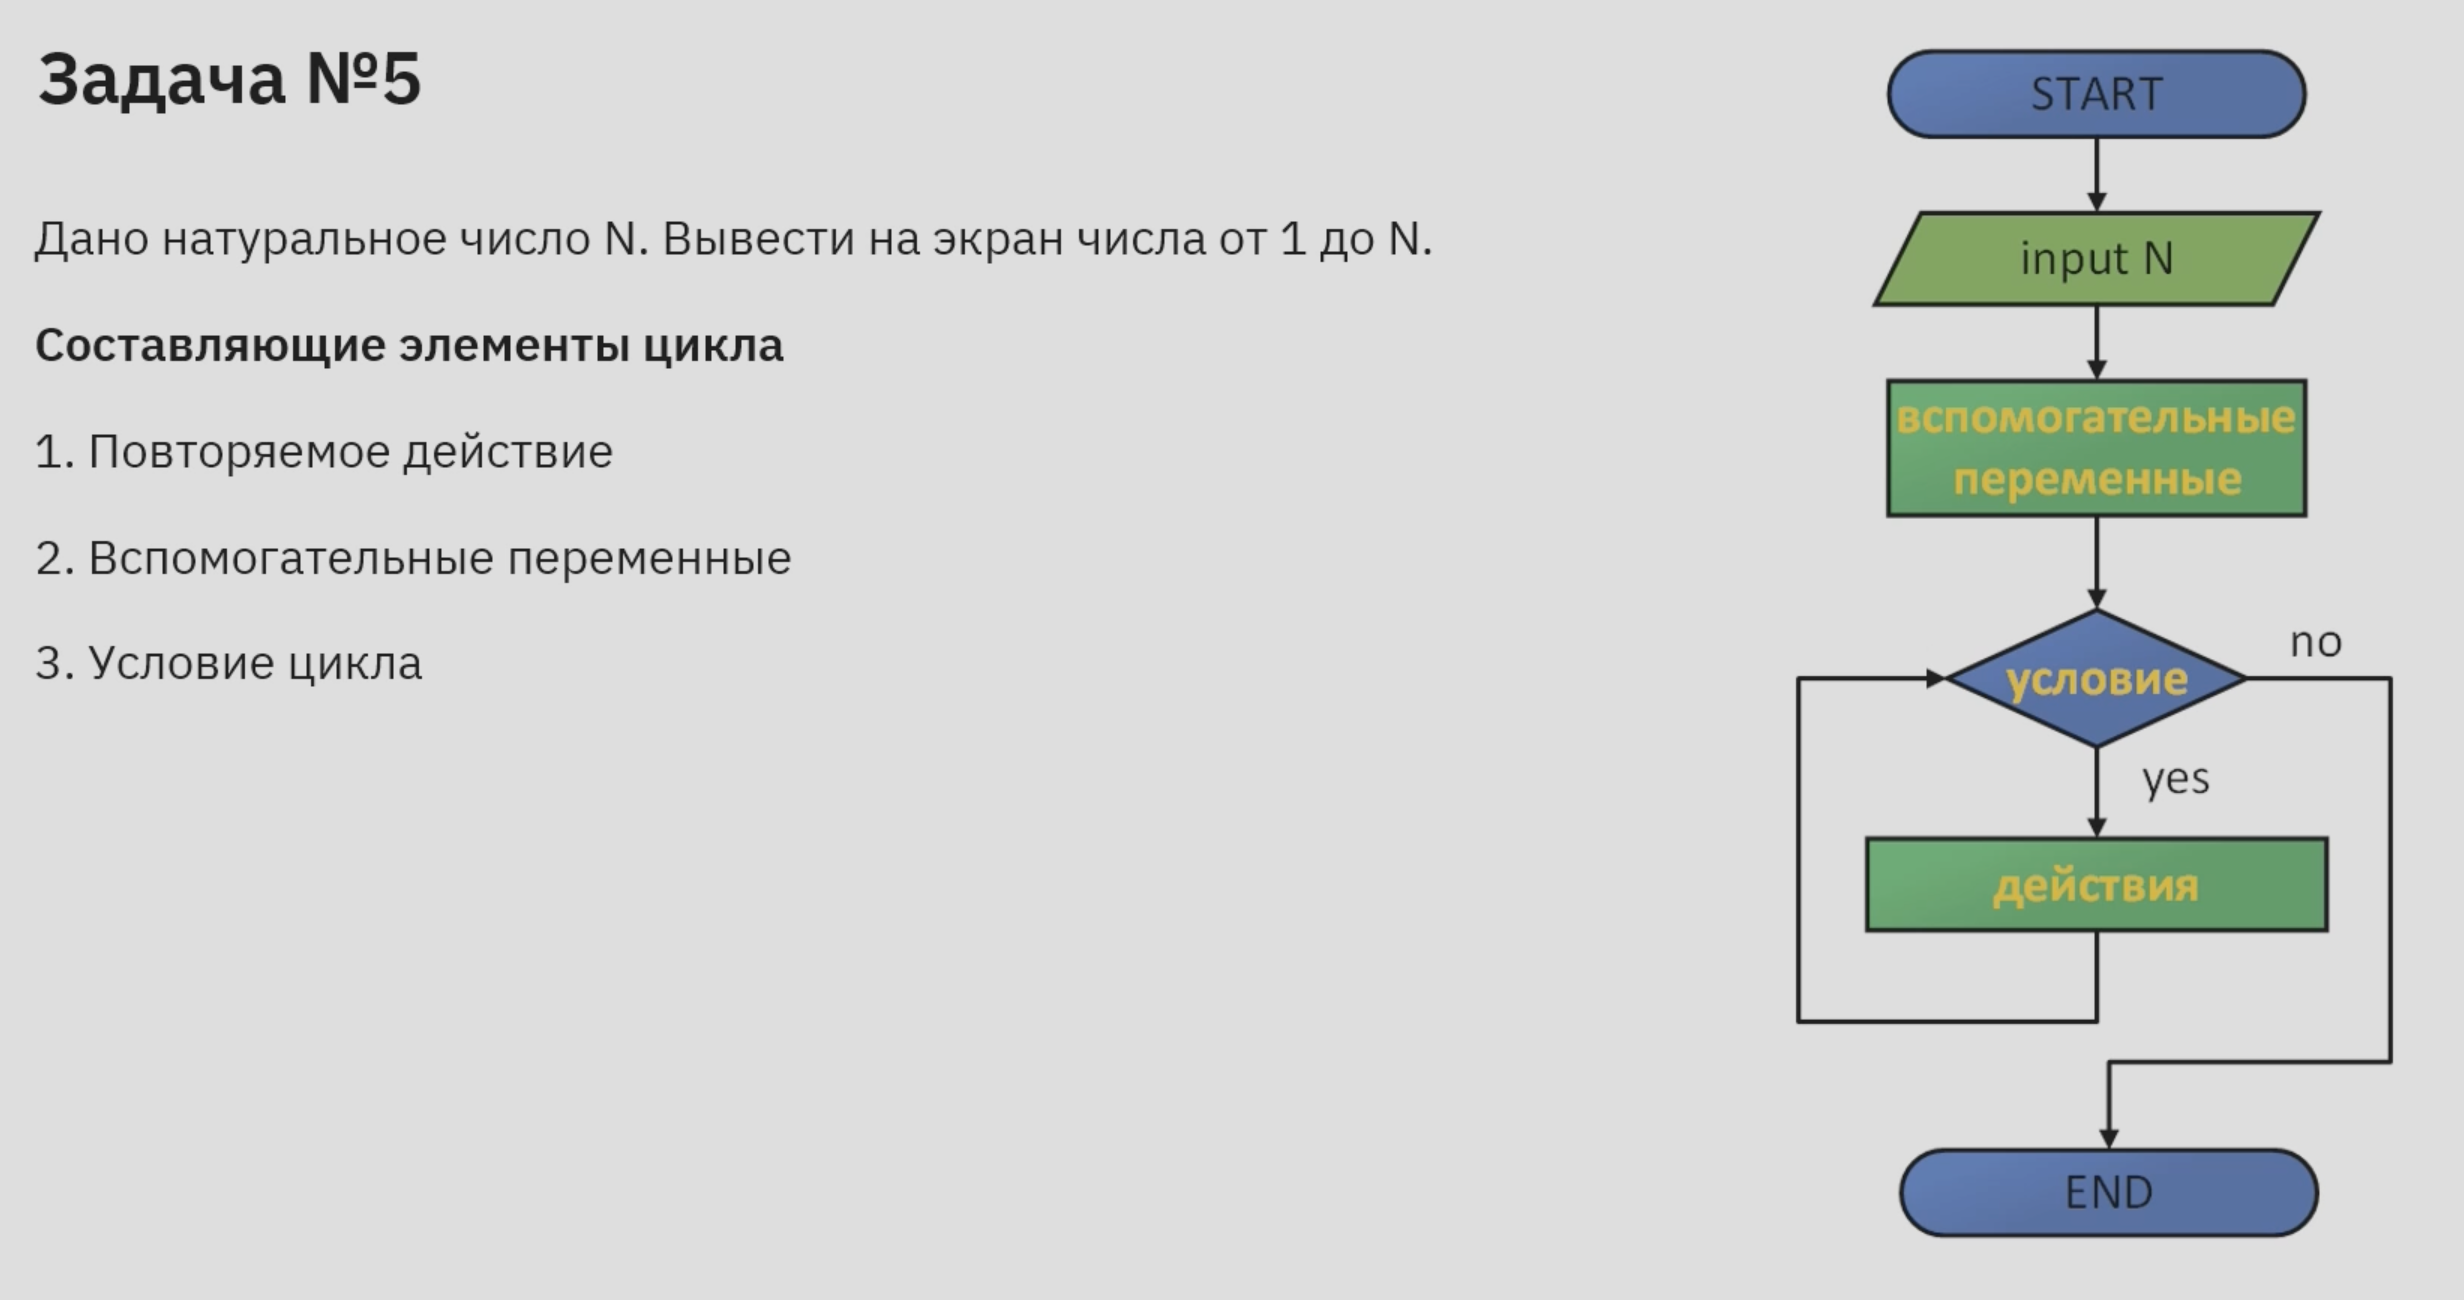 Задача №5
Дано натуральное число N. Вывести на экран числа от 1 до N.
Составляющие элементы цикла
1. Повторяемое действие
2. Вспомогательные переменные
3. Условие цикла
START
input N
вспомогательные
переменные
условие
no
yes
действия
END